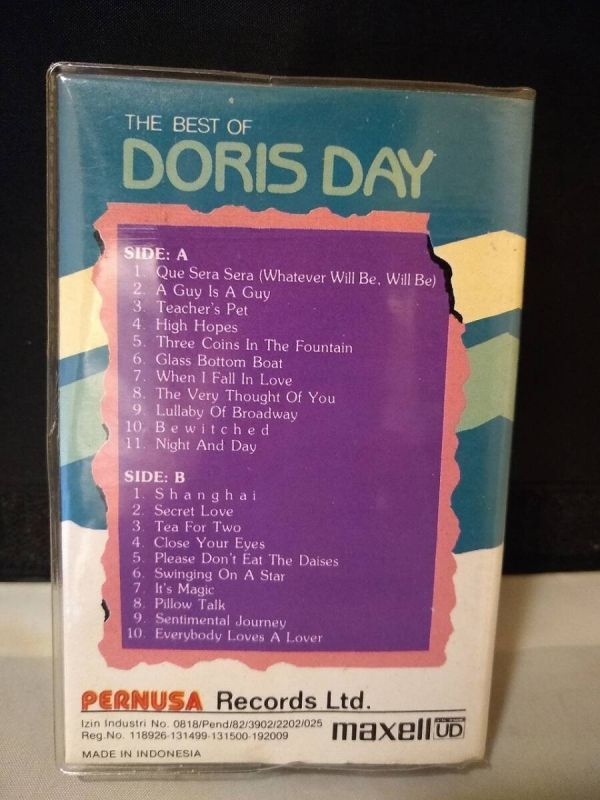 THE BEST OF
DORIS DAY
SIDE: A
1. Que Sera Sera (Whatever Will Be, Will Be)
2. A Guy Is A Guy
3. Teacher's Pet
4. High Hopes
5. Three Coins In The Fountain
6. Glass Bottom Boat
7. When I Fall In Love
8. The Very Thought Of You
9. Lullaby Of Broadway
10. Bewitched
11. Night And Day
SIDE: B
1. Shanghai
2. Secret Love
3. Tea For Two
4. Close Your Eyes
5. Please Don't Eat The Daises
6. Swinging On A Star
7. It's Magic
8. Pillow Talk
9. Sentimental Journey
10. Everybody Loves A Lover
PERNUSA Records Ltd.
Izin Industri No. 0818/Pend/82/3902/2202/025
Reg.No. 118926-131499-131500-192009
maxell UD
MADE IN INDONESIA